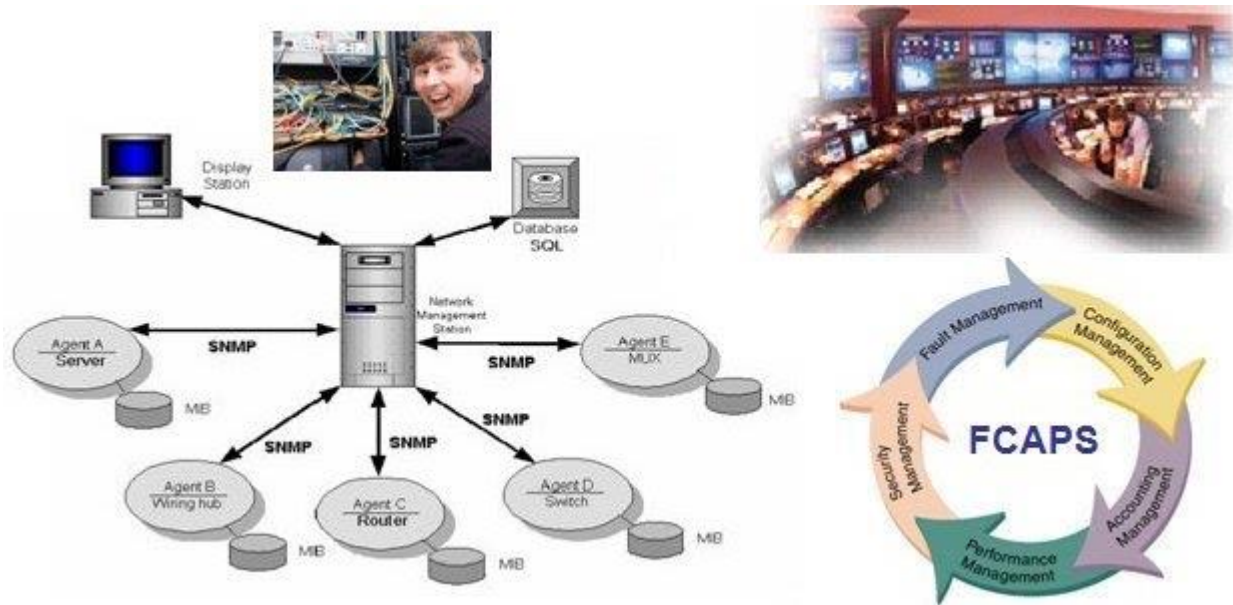 Display
Station
Database
SQL
Network
Management
Station
Agent A
Server
SNMP
MIB
Agent E
MUX
SNMP
MIB
SNMP
SNMP
SNMP
Agent B
Wiring hub
MIB
Agent C
Router
MIB
Agent D
Switch
MIB
Fault Management
Configuration
Management
Accounting
Management
Performance
Management
Security
Management
FCAPS